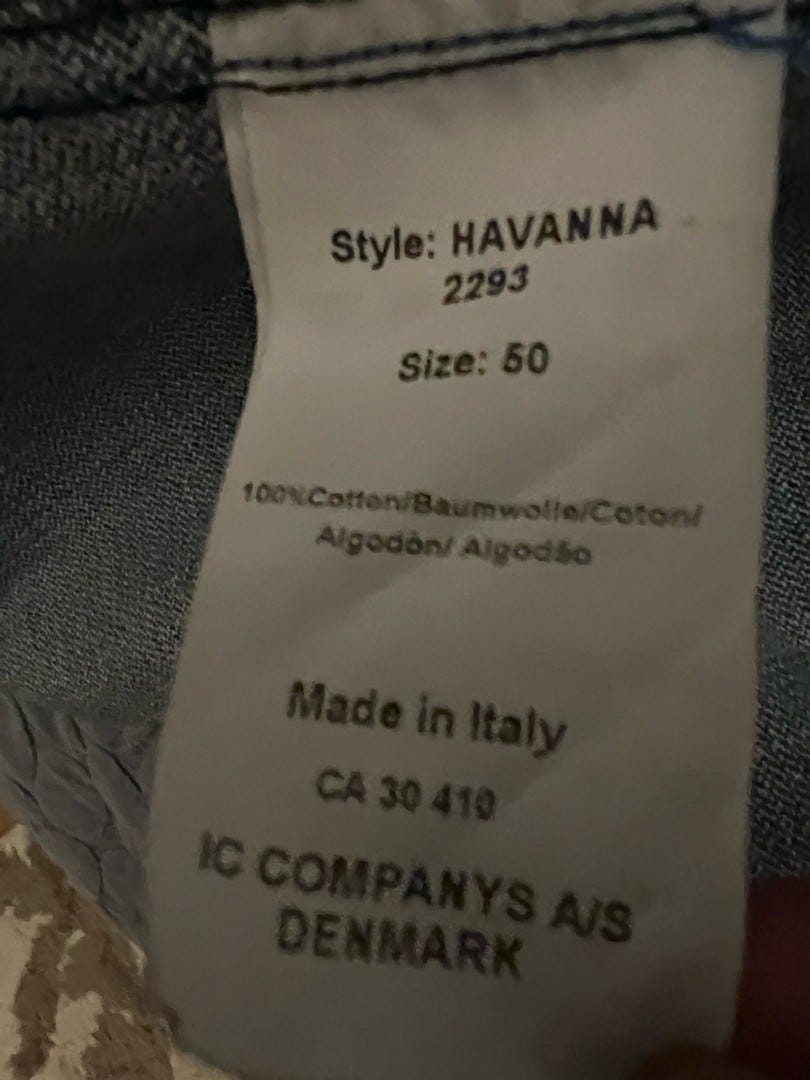 Style: HAVANNA
2293
Size: 50
100%Cotton/Baumwolle/Coton/
Algodòn/ Algodão
Made in Italy
CA 30 410
IC COMPANYS A/S
DENMARK